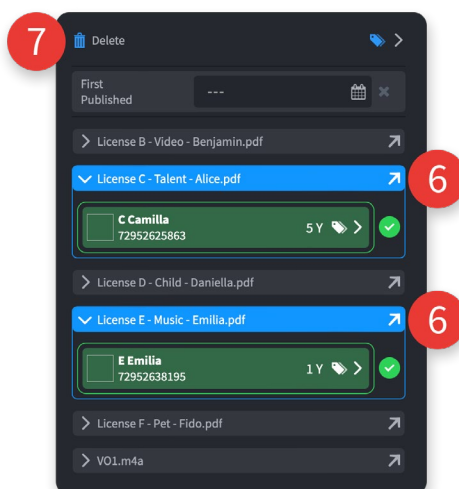 7
Delete
First
Published
---
License B - Video - Benjamin.pdf
License C - Talent - Alice.pdf
6
C Camilla
72952625863
5 Y
License D - Child - Daniella.pdf
License E - Music - Emilia.pdf
6
E Emilia
72952638195
1 Y
License F - Pet - Fido.pdf
VO1.m4a